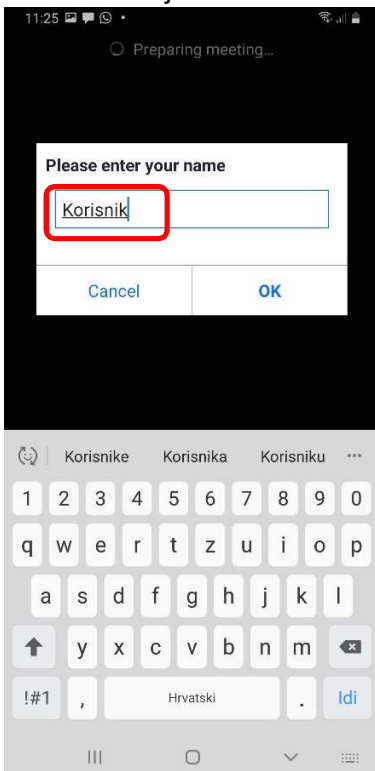 11:25
Preparing meeting...
Please enter your name
Korisnik
Cancel OK
Korisnike Korisnika Korisniku ...
1 2 3 4 5 6 7 8 9 0
q w e r t z u i o p
a s d f g h j k l
y x c v b n m
!#1 , Hrvatski . Idi